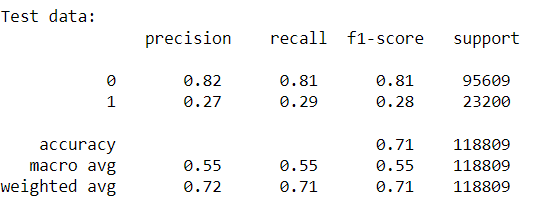 Test data:
precision recall f1-score support
0 0.82 0.81 0.81 95609
1 0.27 0.29 0.28 23200
accuracy 0.71 118809
macro avg 0.55 0.55 0.55 118809
weighted avg 0.72 0.71 0.71 118809